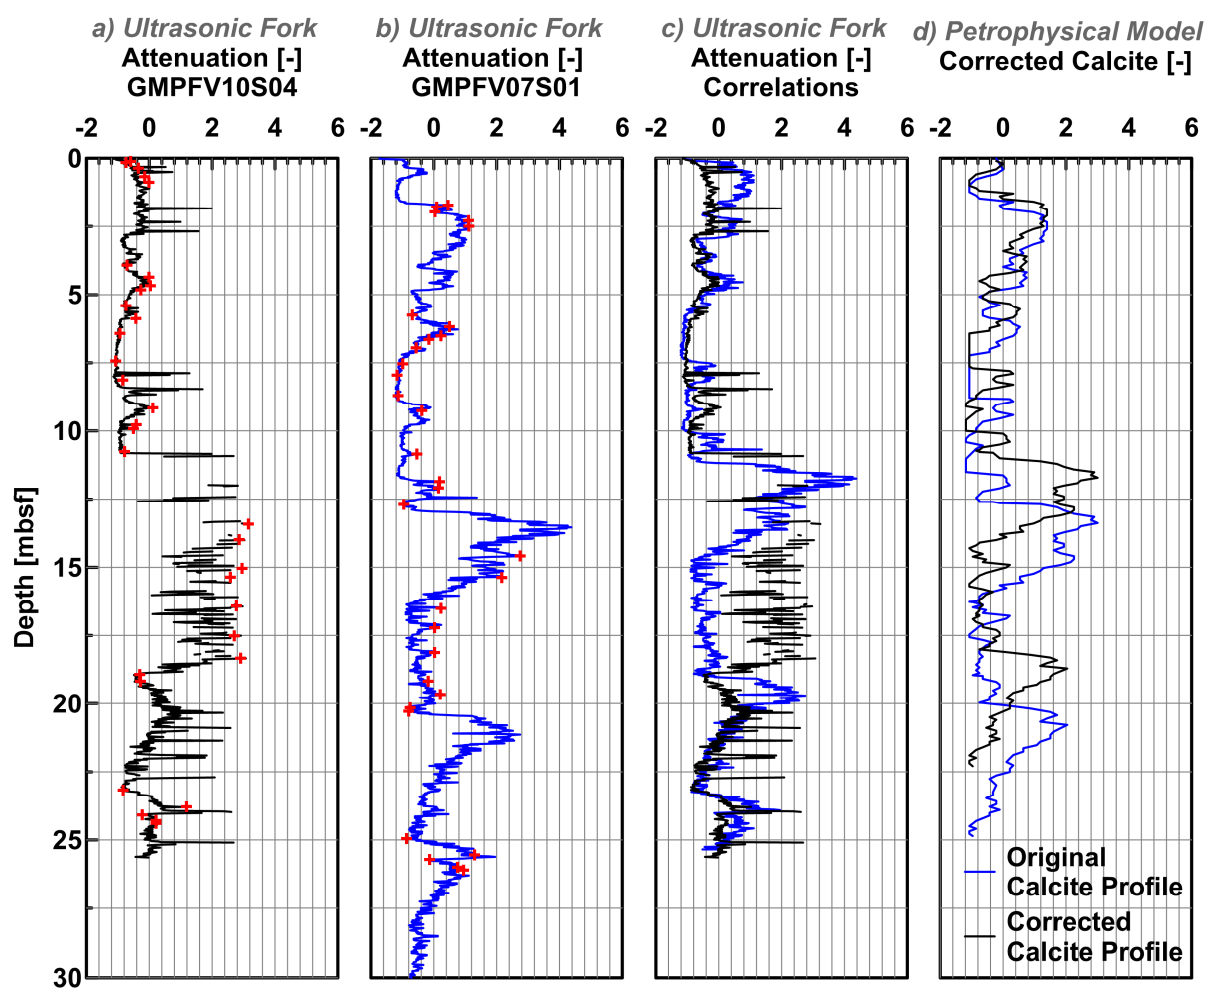 a) Ultrasonic Fork
Attenuation [-]
GMPFV10S04
b) Ultrasonic Fork
Attenuation [-]
GMPFV07S01
c) Ultrasonic Fork
Attenuation [-]
Correlations
d) Petrophysical Model
Corrected Calcite [-]
-2 0 2 4 6
-2 0 2 4 6
-2 0 2 4 6
-2 0 2 4 6
Depth [mbsf]
0
5
10
15
20
25
30
Original
Calcite Profile
Corrected
Calcite Profile